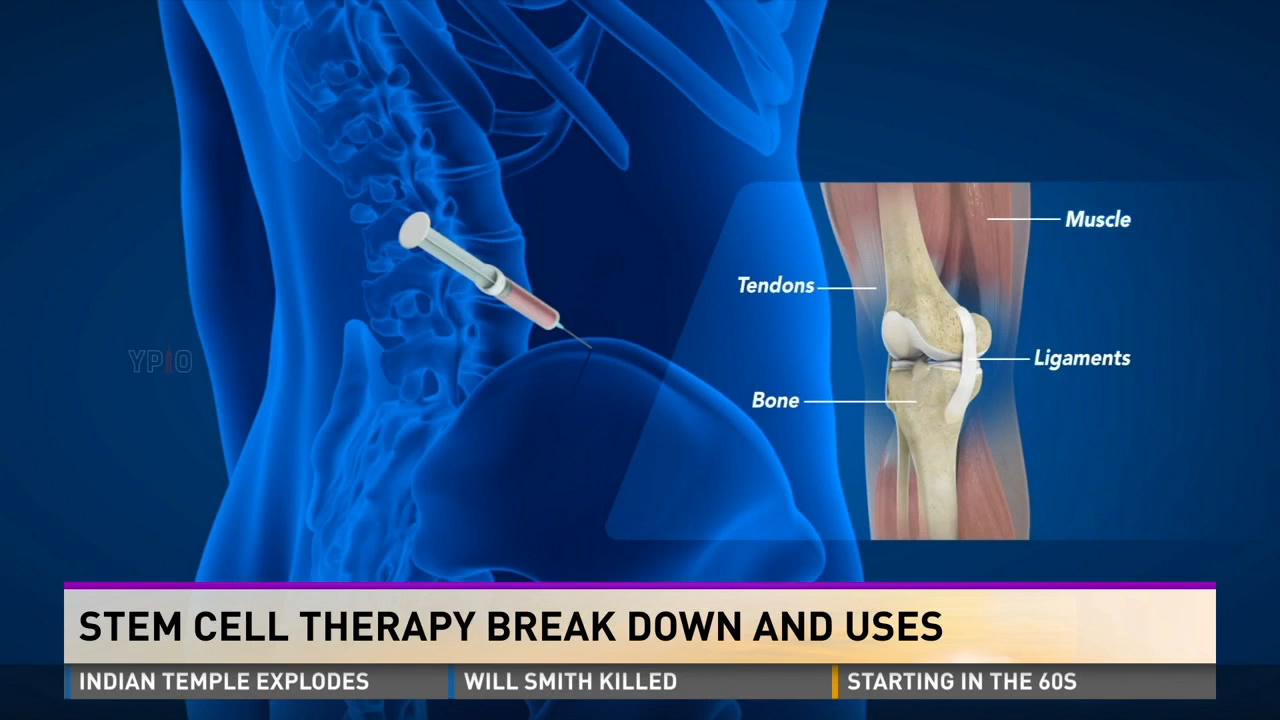 Muscle
Tendons
Ligaments
YPIO
Bone
STEM CELL THERAPY BREAK DOWN AND USES
INDIAN TEMPLE EXPLODES
WILL SMITH KILLED
STARTING IN THE 60S